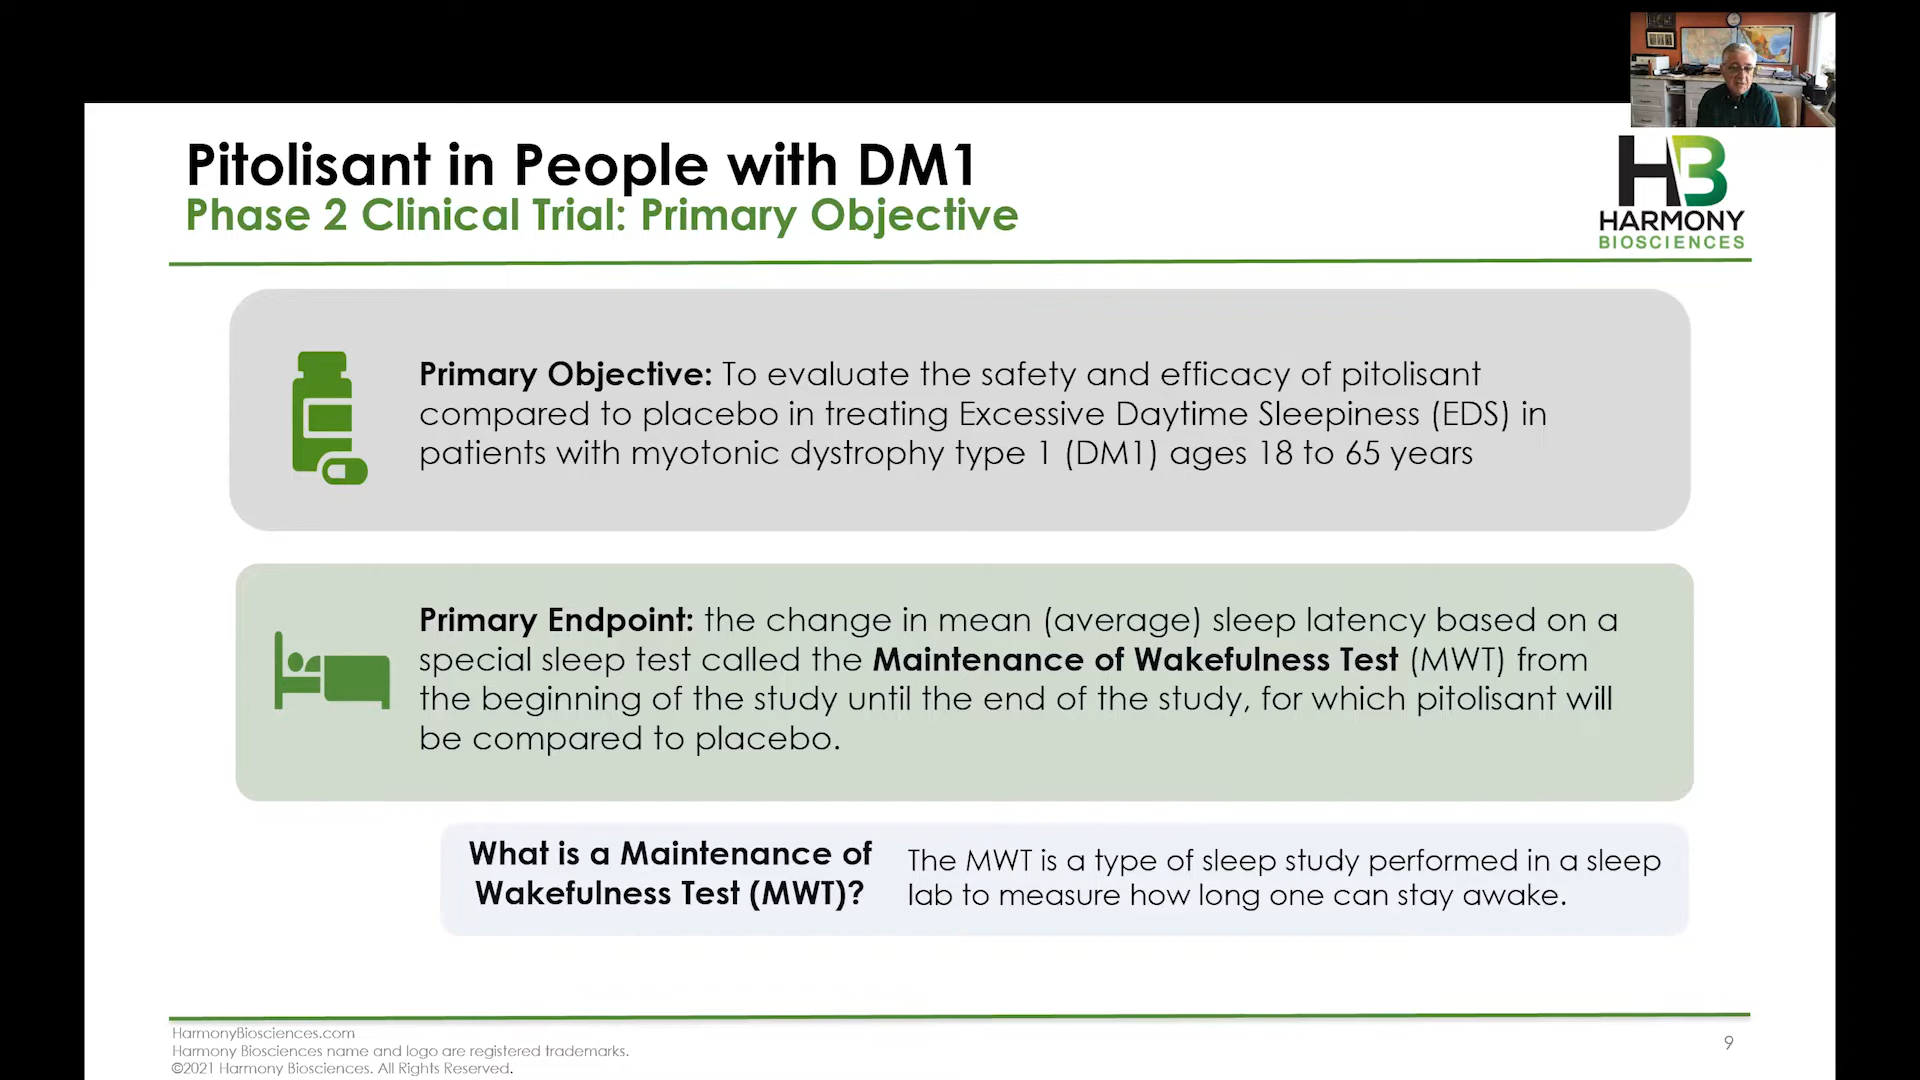 Pitolisant in People with DM1
Phase 2 Clinical Trial: Primary Objective
HB
HARMONY
BIOSCIENCES
Primary Objective: To evaluate the safety and efficacy of pitolisant
compared to placebo in treating Excessive Daytime Sleepiness (EDS) in
patients with myotonic dystrophy type 1 (DM1) ages 18 to 65 years
Primary Endpoint: the change in mean (average) sleep latency based on a
special sleep test called the Maintenance of Wakefulness Test (MWT) from
the beginning of the study until the end of the study, for which pitolisant will
be compared to placebo.
What is a Maintenance of
Wakefulness Test (MWT)?
The MWT is a type of sleep study performed in a sleep
lab to measure how long one can stay awake.
HarmonyBiosciences.com
Harmony Biosciences name and logo are registered trademarks.
©2021 Harmony Biosciences. All Rights Reserved.
9